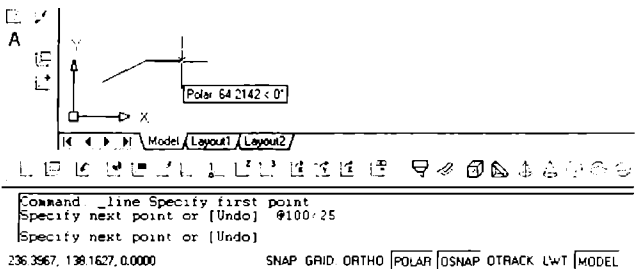 A
Y
Polar 64.2142 < 0°
X
Model Layout1 Layout2
Command: _line Specify first point
Specify next point or [Undo] @100<25
Specify next point or [Undo]
236.3967, 138.1627, 0.0000 SNAP GRID ORTHO POLAR OSNAP OTRACK LWT MODEL